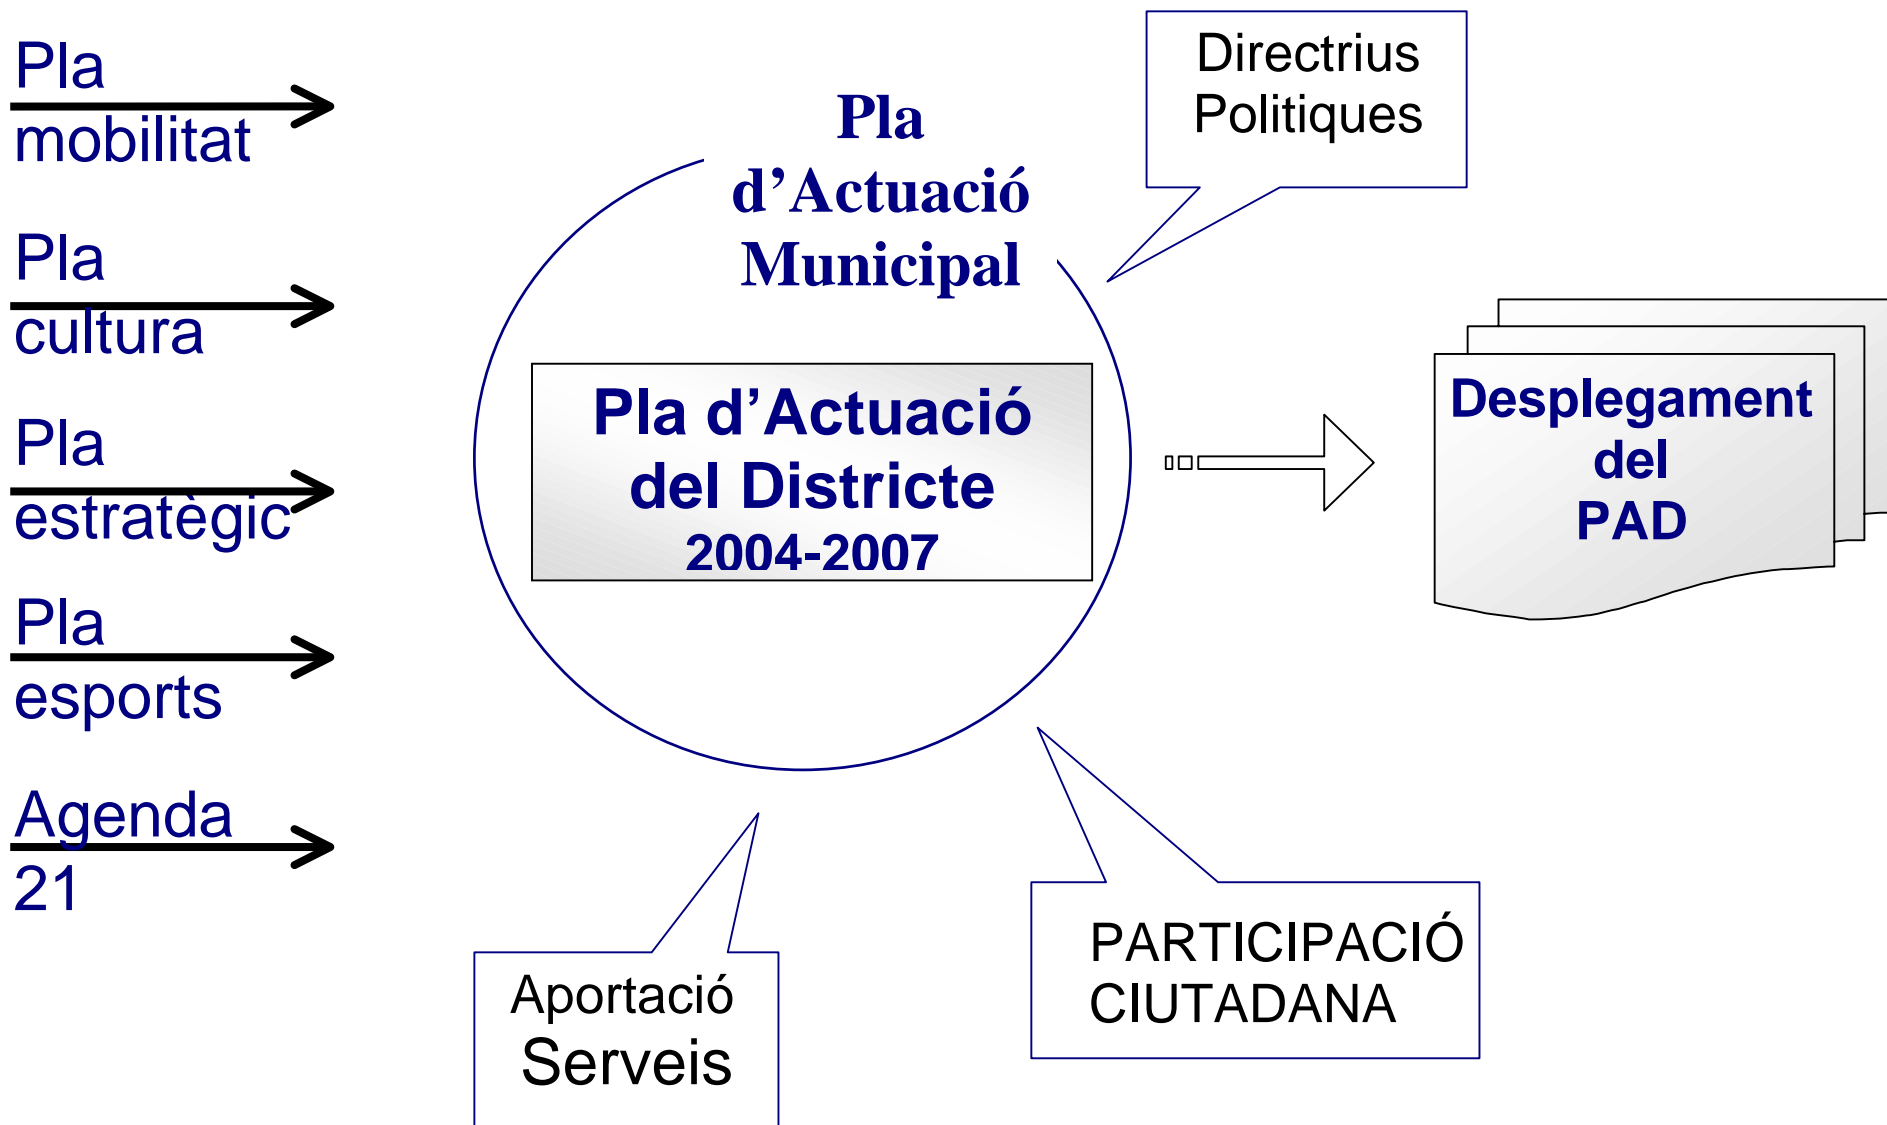 Pla
mobilitat
Pla
cultura
Pla
estratègic
Pla
esports
Agenda
21
Pla
d’Actuació
Municipal
Pla d’Actuació
del Districte
2004-2007
Directrius
Politiques
Desplegament
del
PAD
Aportació
Serveis
PARTICIPACIÓ
CIUTADANA